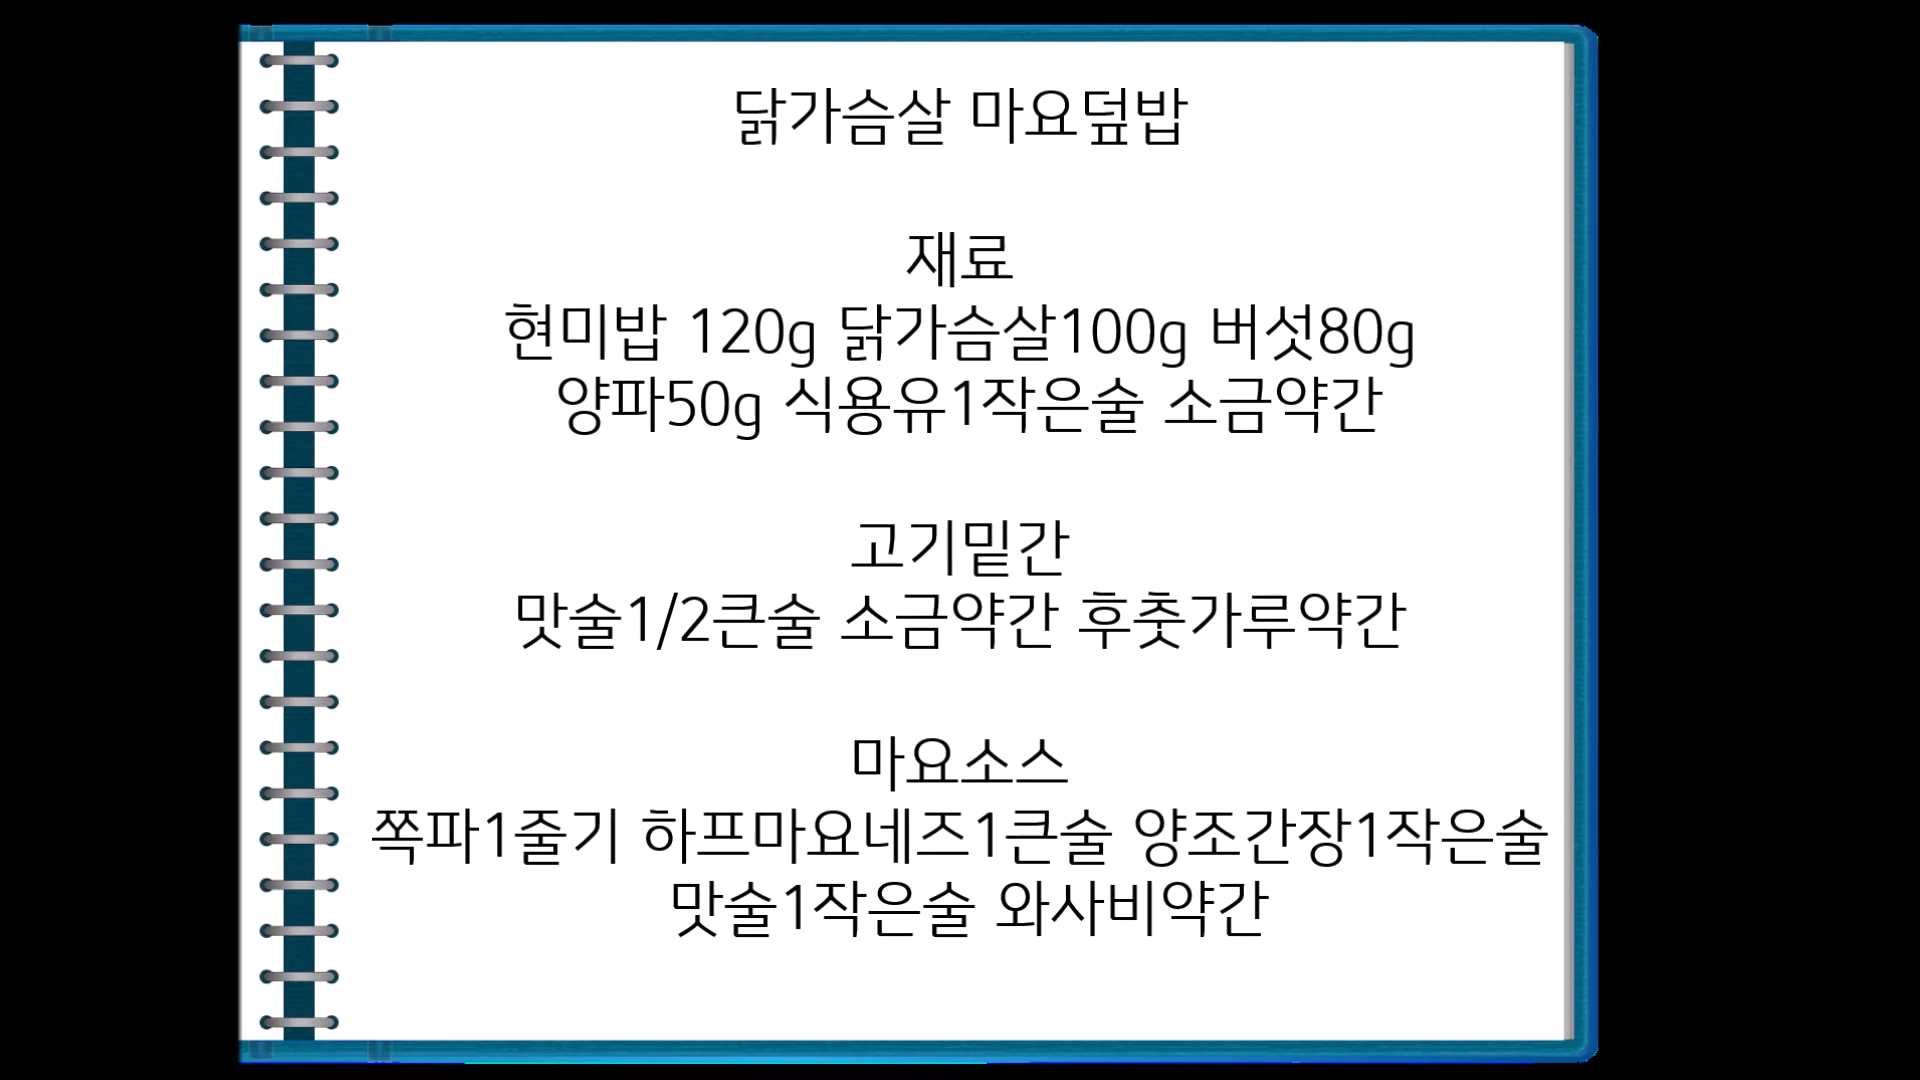 닭가슴살 마요덮밥
재료
현미밥 120g 닭가슴살100g 버섯80g
양파50g 식용유1작은술 소금약간
고기밑간
맛술1/2큰술 소금약간 후춧가루약간
마요소스
쪽파1줄기 하프마요네즈1큰술 양조간장1작은술
맛술1작은술 와사비약간